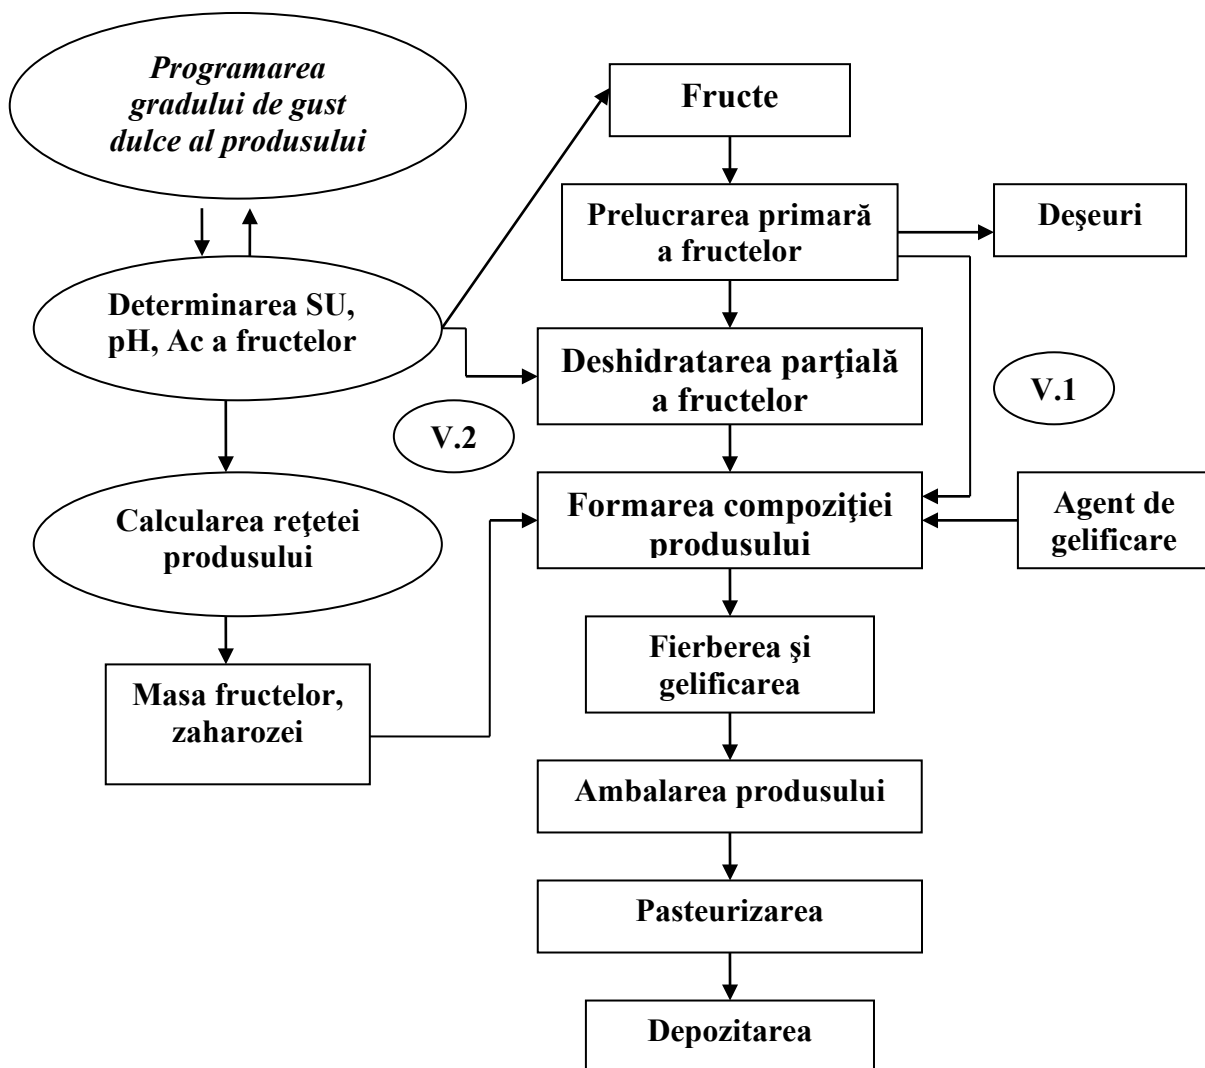 Programarea
gradului de gust
dulce al produsului
Fructe
Prelucrarea primară
a fructelor
Deşeuri
Determinarea SU,
pH, Ac a fructelor
Deshidratarea parţială
a fructelor
V.1
V.2
Calcularea reţetei
produsului
Formarea compoziţiei
produsului
Agent de
gelificare
Masa fructelor,
zaharozei
Fierberea şi
gelificarea
Ambalarea produsului
Pasteurizarea
Depozitarea